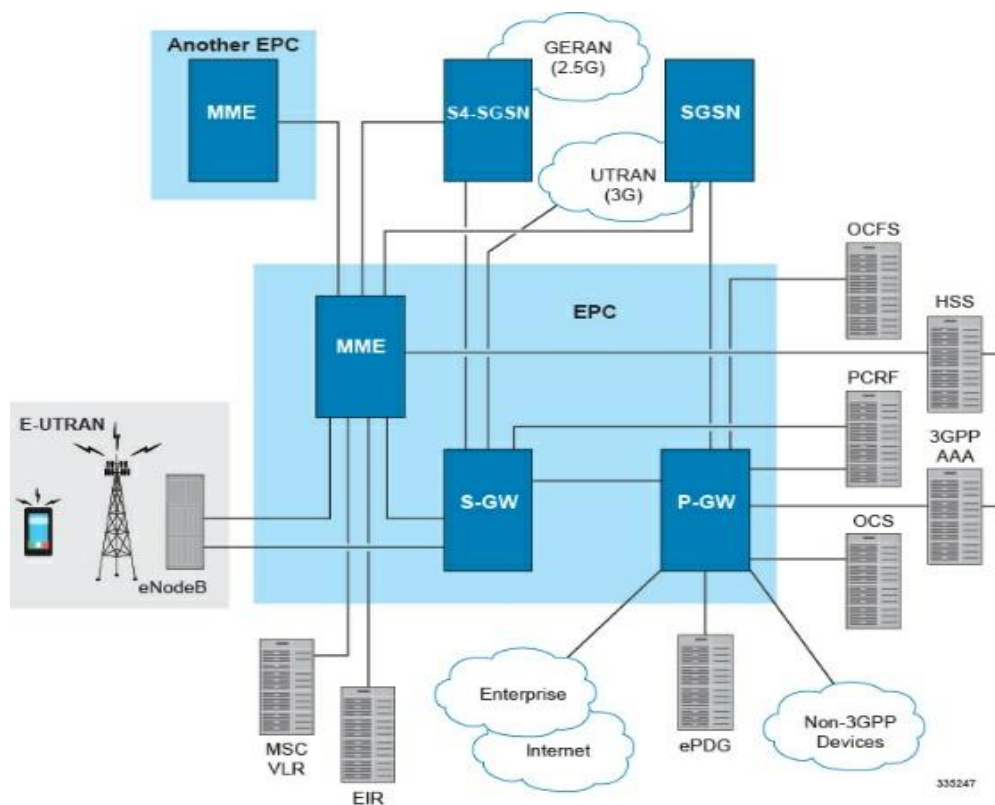 Another EPC
MME
S4-SGSN
GERAN
(2.5G)
SGSN
UTRAN
(3G)
OCFS
HSS
EPC
MME
PCRF
E-UTRAN
3GPP
AAA
S-GW
P-GW
OCS
eNodeB
MSC
VLR
EIR
Enterprise
Internet
ePDG
Non-3GPP
Devices
335247